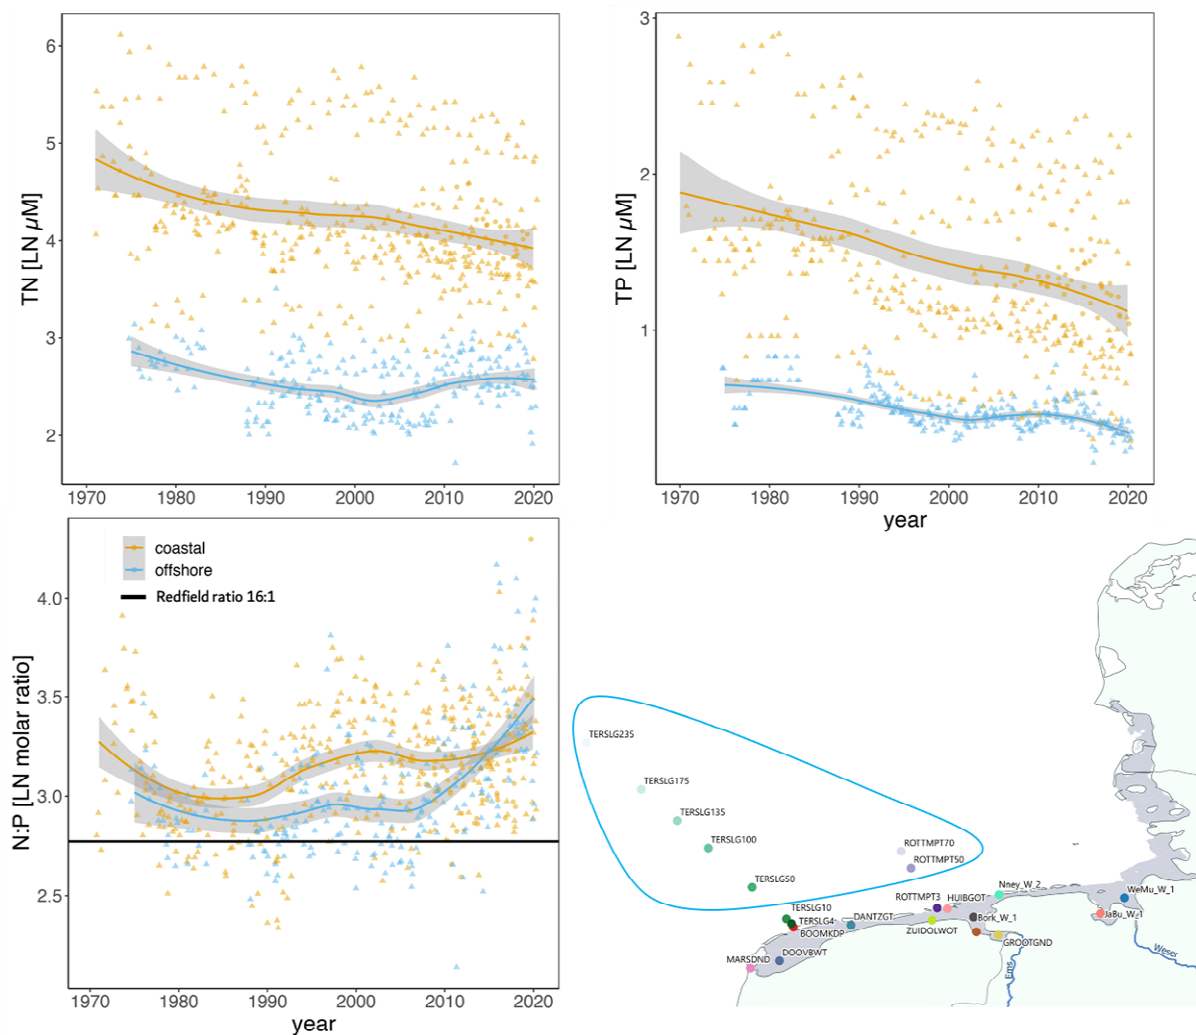 TN [LN µM]
6
5
4
3
2
1970 1980 1990 2000 2010 2020
TP [LN µM]
3
2
1
1970 1980 1990 2000 2010 2020
year
N:P [LN molar ratio]
4.0
3.5
3.0
2.5
coastal
offshore
Redfield ratio 16:1
1970 1980 1990 2000 2010 2020
year
TERSLG235
TERSLG175
TERSLG135
TERSLG100
ROTTMPT70
ROTTMPT50
TERSLG50
Nney_W_2
WeMu_W_1
ROTTMPT3 HUIBGOT
TERSLG10
JaBu_W_1
DANTZGT
Bork_W_1
TERSLG4
ZUIDOLWOT
BOOMKDP
GROOTGND
DOOVBWT
MARSDND
Ems
Weser